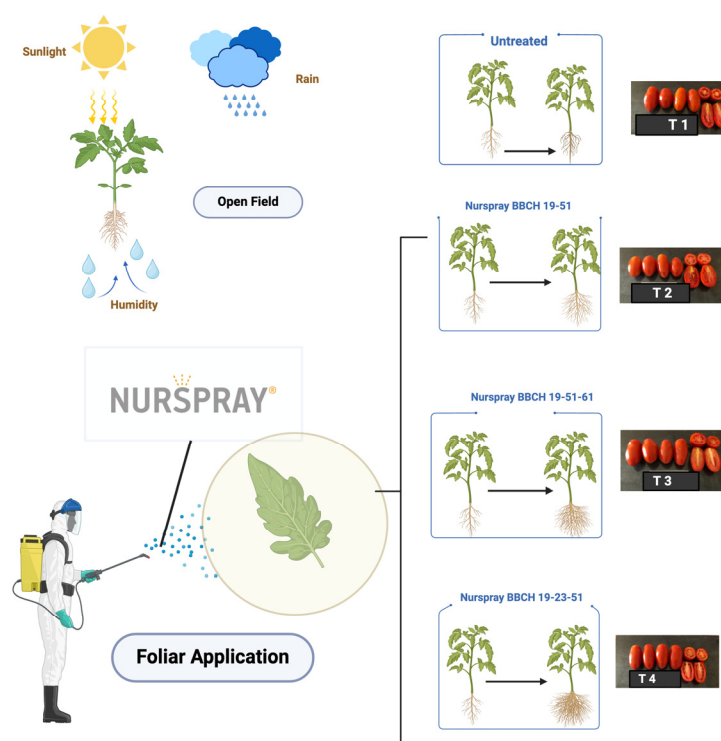 Sunlight
Rain
Open Field
Humidity
NURSPRAY®
Foliar Application
Untreated
T 1
Nurspray BBCH 19-51
T 2
Nurspray BBCH 19-51-61
T 3
Nurspray BBCH 19-23-51
T 4